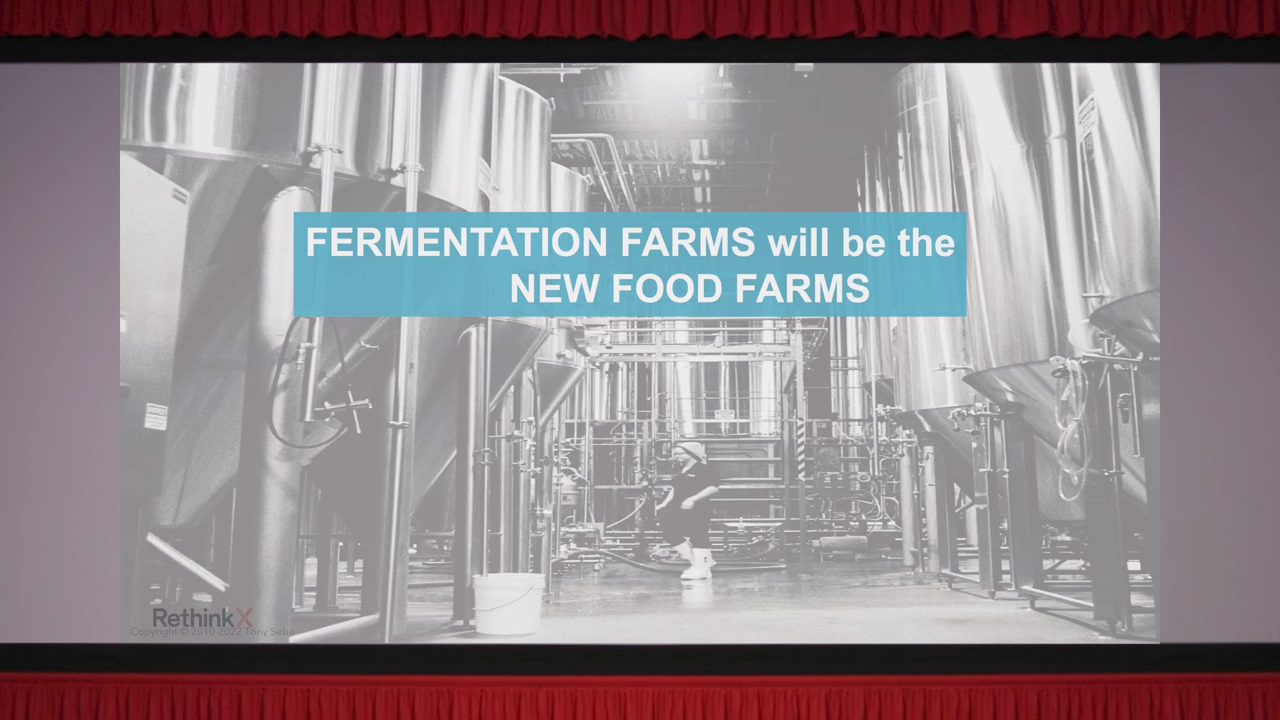 FERMENTATION FARMS will be the
NEW FOOD FARMS
RethinkX
Copyright © 2010-2022 Tony Seba